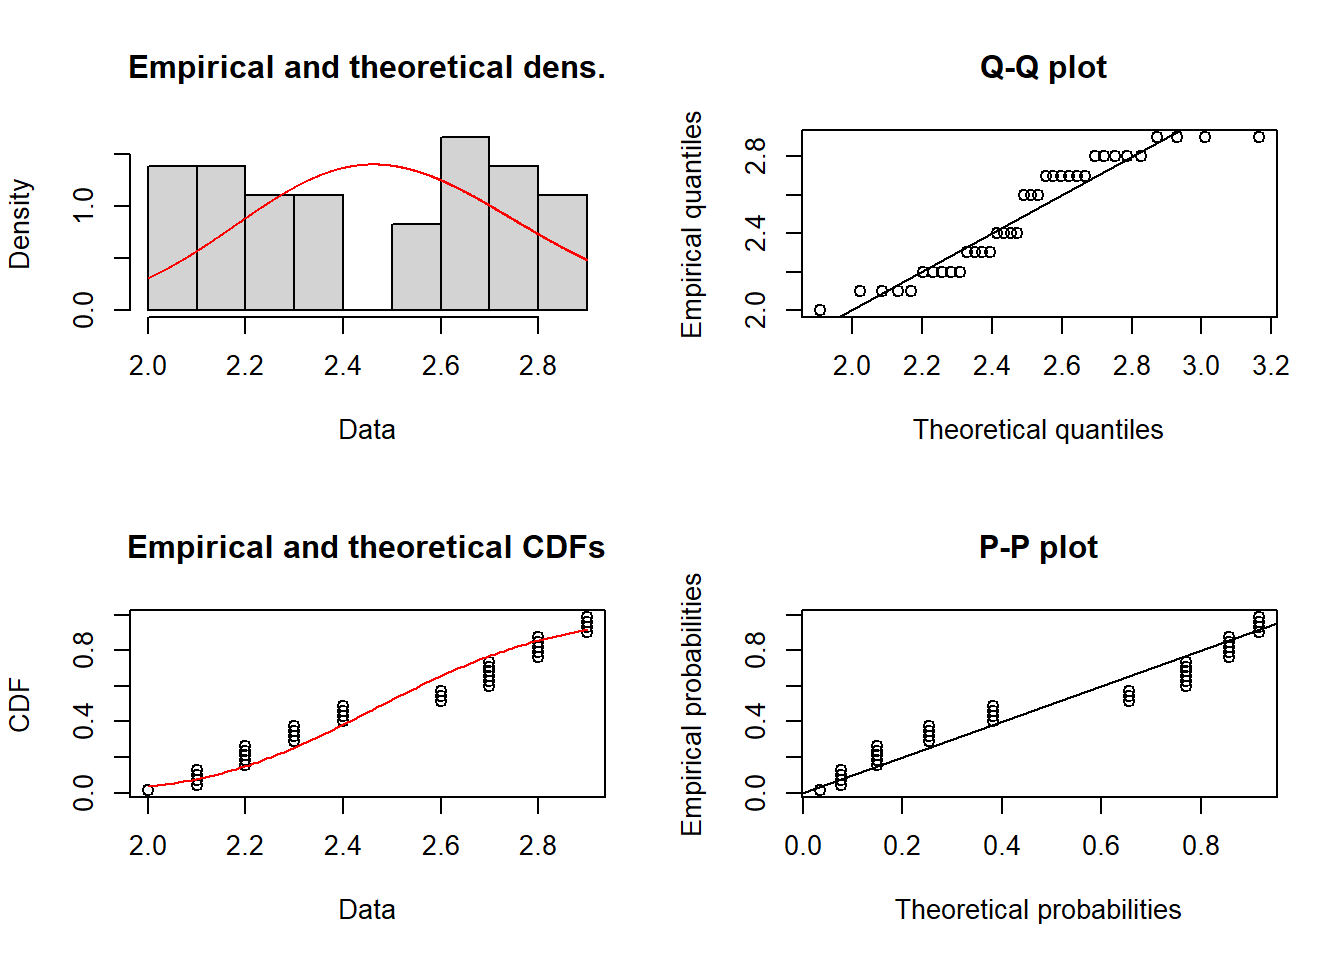 Empirical and theoretical dens.
Density
0.0 1.0
2.0 2.2 2.4 2.6 2.8
Data
Q-Q plot
Empirical quantiles
2.0 2.4 2.8
2.0 2.2 2.4 2.6 2.8 3.0 3.2
Theoretical quantiles
Empirical and theoretical CDFs
CDF
0.0 0.4 0.8
2.0 2.2 2.4 2.6 2.8
Data
P-P plot
Empirical probabilities
0.0 0.4 0.8
0.0 0.2 0.4 0.6 0.8
Theoretical probabilities